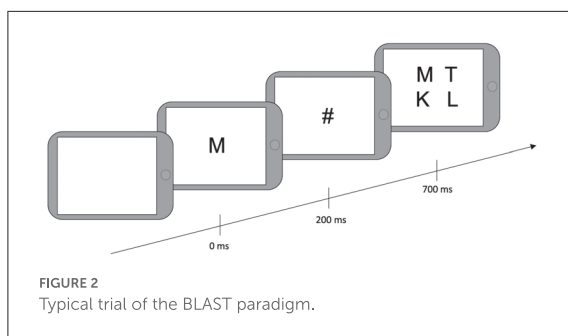 M
#
M T
K L
0 ms
200 ms
700 ms
FIGURE 2
Typical trial of the BLAST paradigm.